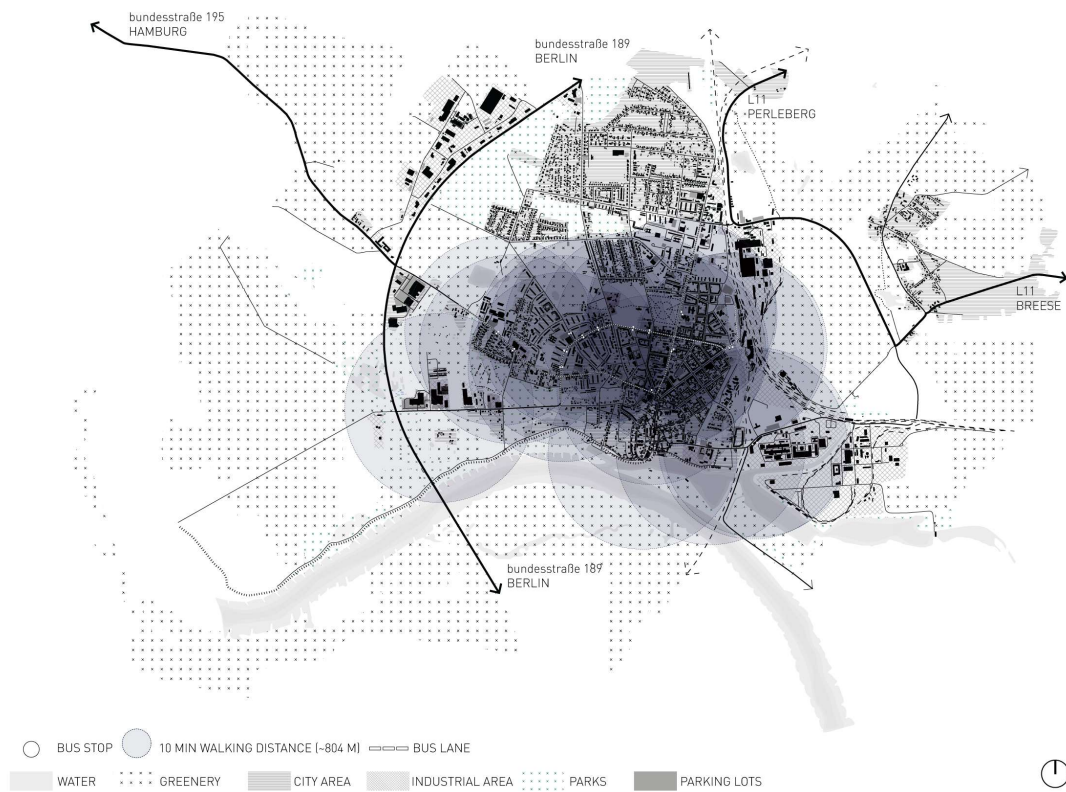 bundesstraße 195
HAMBURG
bundesstraße 189
BERLIN
L11
PERLEBERG
L11
BREESE
bundesstraße 189
BERLIN
BUS STOP
10 MIN WALKING DISTANCE (~804 M)
BUS LANE
WATER
GREENERY
CITY AREA
INDUSTRIAL AREA
PARKS
PARKING LOTS